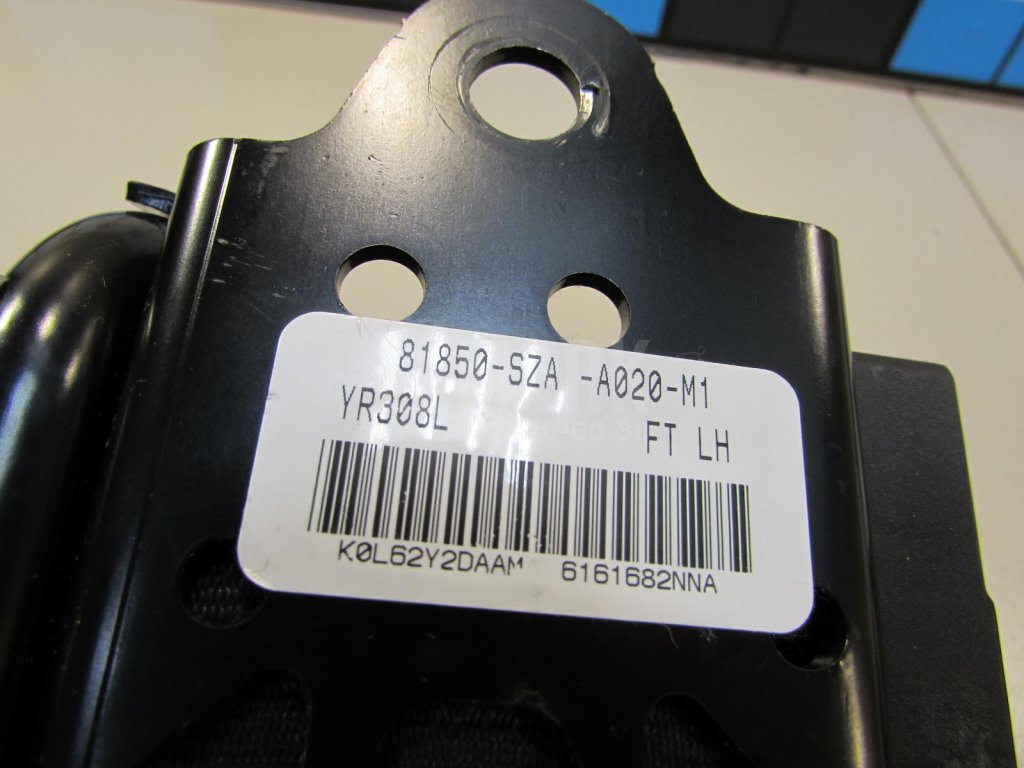 81850-SZA -A020-M1
YR308L FT LH
K0L62Y2DAAM 6161682NNA